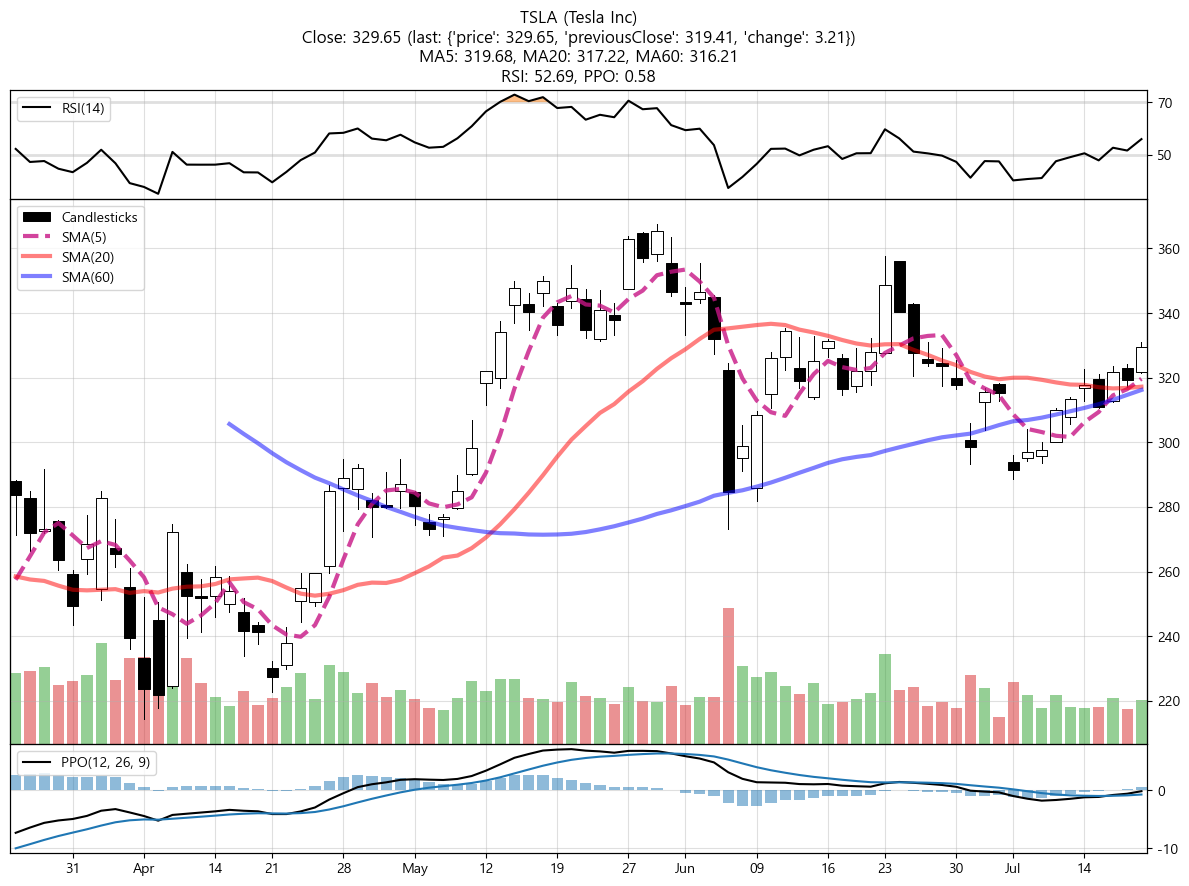 TSLA (Tesla Inc)
Close: 329.65 (last: {'price': 329.65, 'previousClose': 319.41, 'change': 3.21})
MA5: 319.68, MA20: 317.22, MA60: 316.21
RSI: 52.69, PPO: 0.58
RSI(14)
70
50
Candlesticks
SMA(5)
SMA(20)
SMA(60)
360
340
320
300
280
260
240
220
PPO(12, 26, 9)
0
-10
31 Apr 14 21 28 May 12 19 27 Jun 09 16 23 30 Jul 14